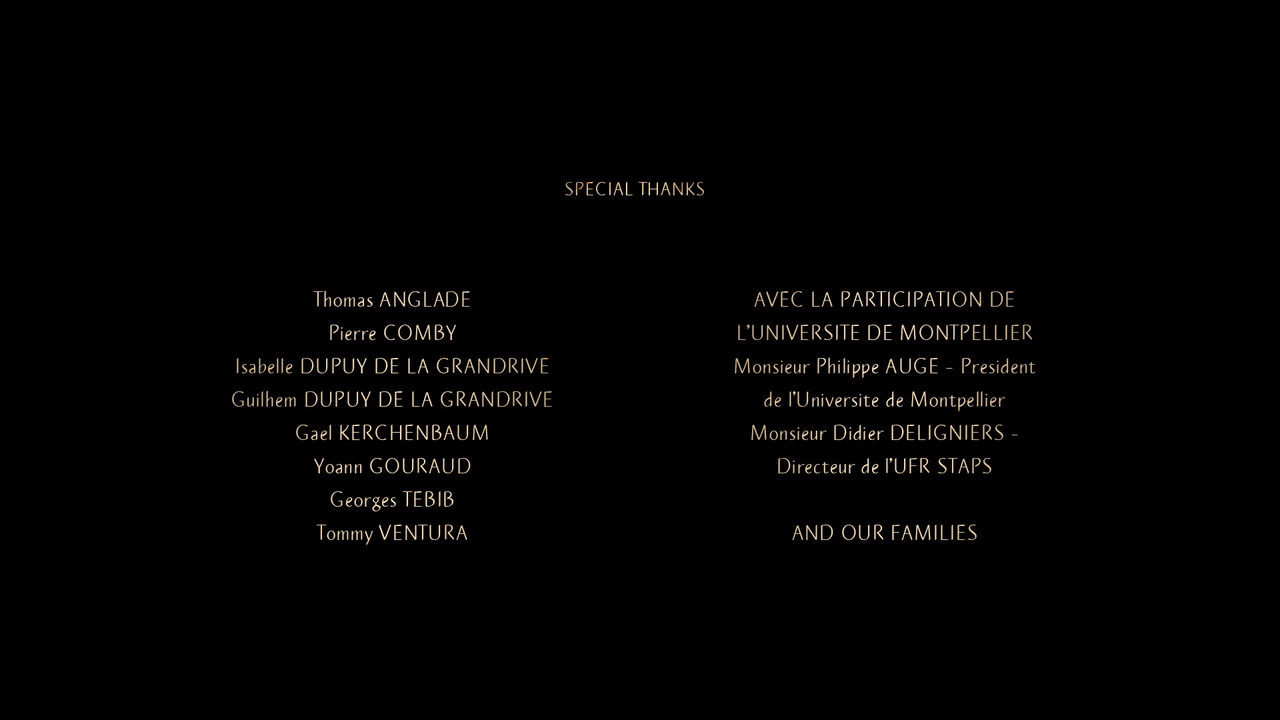 SPECIAL THANKS
Thomas ANGLADE
Pierre COMBY
Isabelle DUPUY DE LA GRANDRIVE
Guilhem DUPUY DE LA GRANDRIVE
Gael KERCHENBAUM
Yoann GOURAUD
Georges TEBIB
Tommy VENTURA
AVEC LA PARTICIPATION DE
L'UNIVERSITE DE MONTPELLIER
Monsieur Philippe AUGE - President
de l'Universite de Montpellier
Monsieur Didier DELIGNIERS -
Directeur de l'UFR STAPS
AND OUR FAMILIES